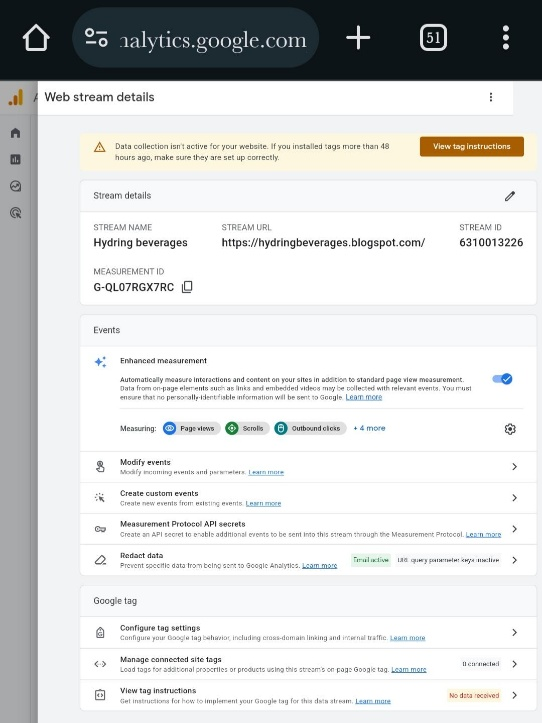 nalytics.google.com
51
Web stream details
Data collection isn't active for your website. If you installed tags more than 48
hours ago, make sure they are set up correctly.
View tag instructions
Stream details
STREAM NAME
Hydring beverages
STREAM URL
https://hydringbeverages.blogspot.com/
STREAM ID
6310013226
MEASUREMENT ID
G-QL07RGX7RC
Events
Enhanced measurement
Automatically measure interactions and content on your sites in addition to standard page view measurement.
Data from on-page elements such as links and embedded videos may be collected with relevant events. You must
ensure that no personally-identifiable information will be sent to Google. Learn more
Measuring:
Page views
Scrolls
Outbound clicks
+ 4 more
Modify events
Modify incoming events and parameters. Learn more
Create custom events
Create new events from existing events. Learn more
Measurement Protocol API secrets
Create an API secret to enable additional events to be sent into this stream through the Measurement Protocol. Learn more
Redact data
Prevent specific data from being sent to Google Analytics. Learn more
Email active
URL query parameter keys inactive
Google tag
Configure tag settings
Configure your Google tag behavior, including cross-domain linking and internal traffic. Learn more
Manage connected site tags
Load tags for additional properties or products using this stream's on-page Google tag. Learn more
0 connected
View tag instructions
Get instructions for how to implement your Google tag for this data stream. Learn more
No data received